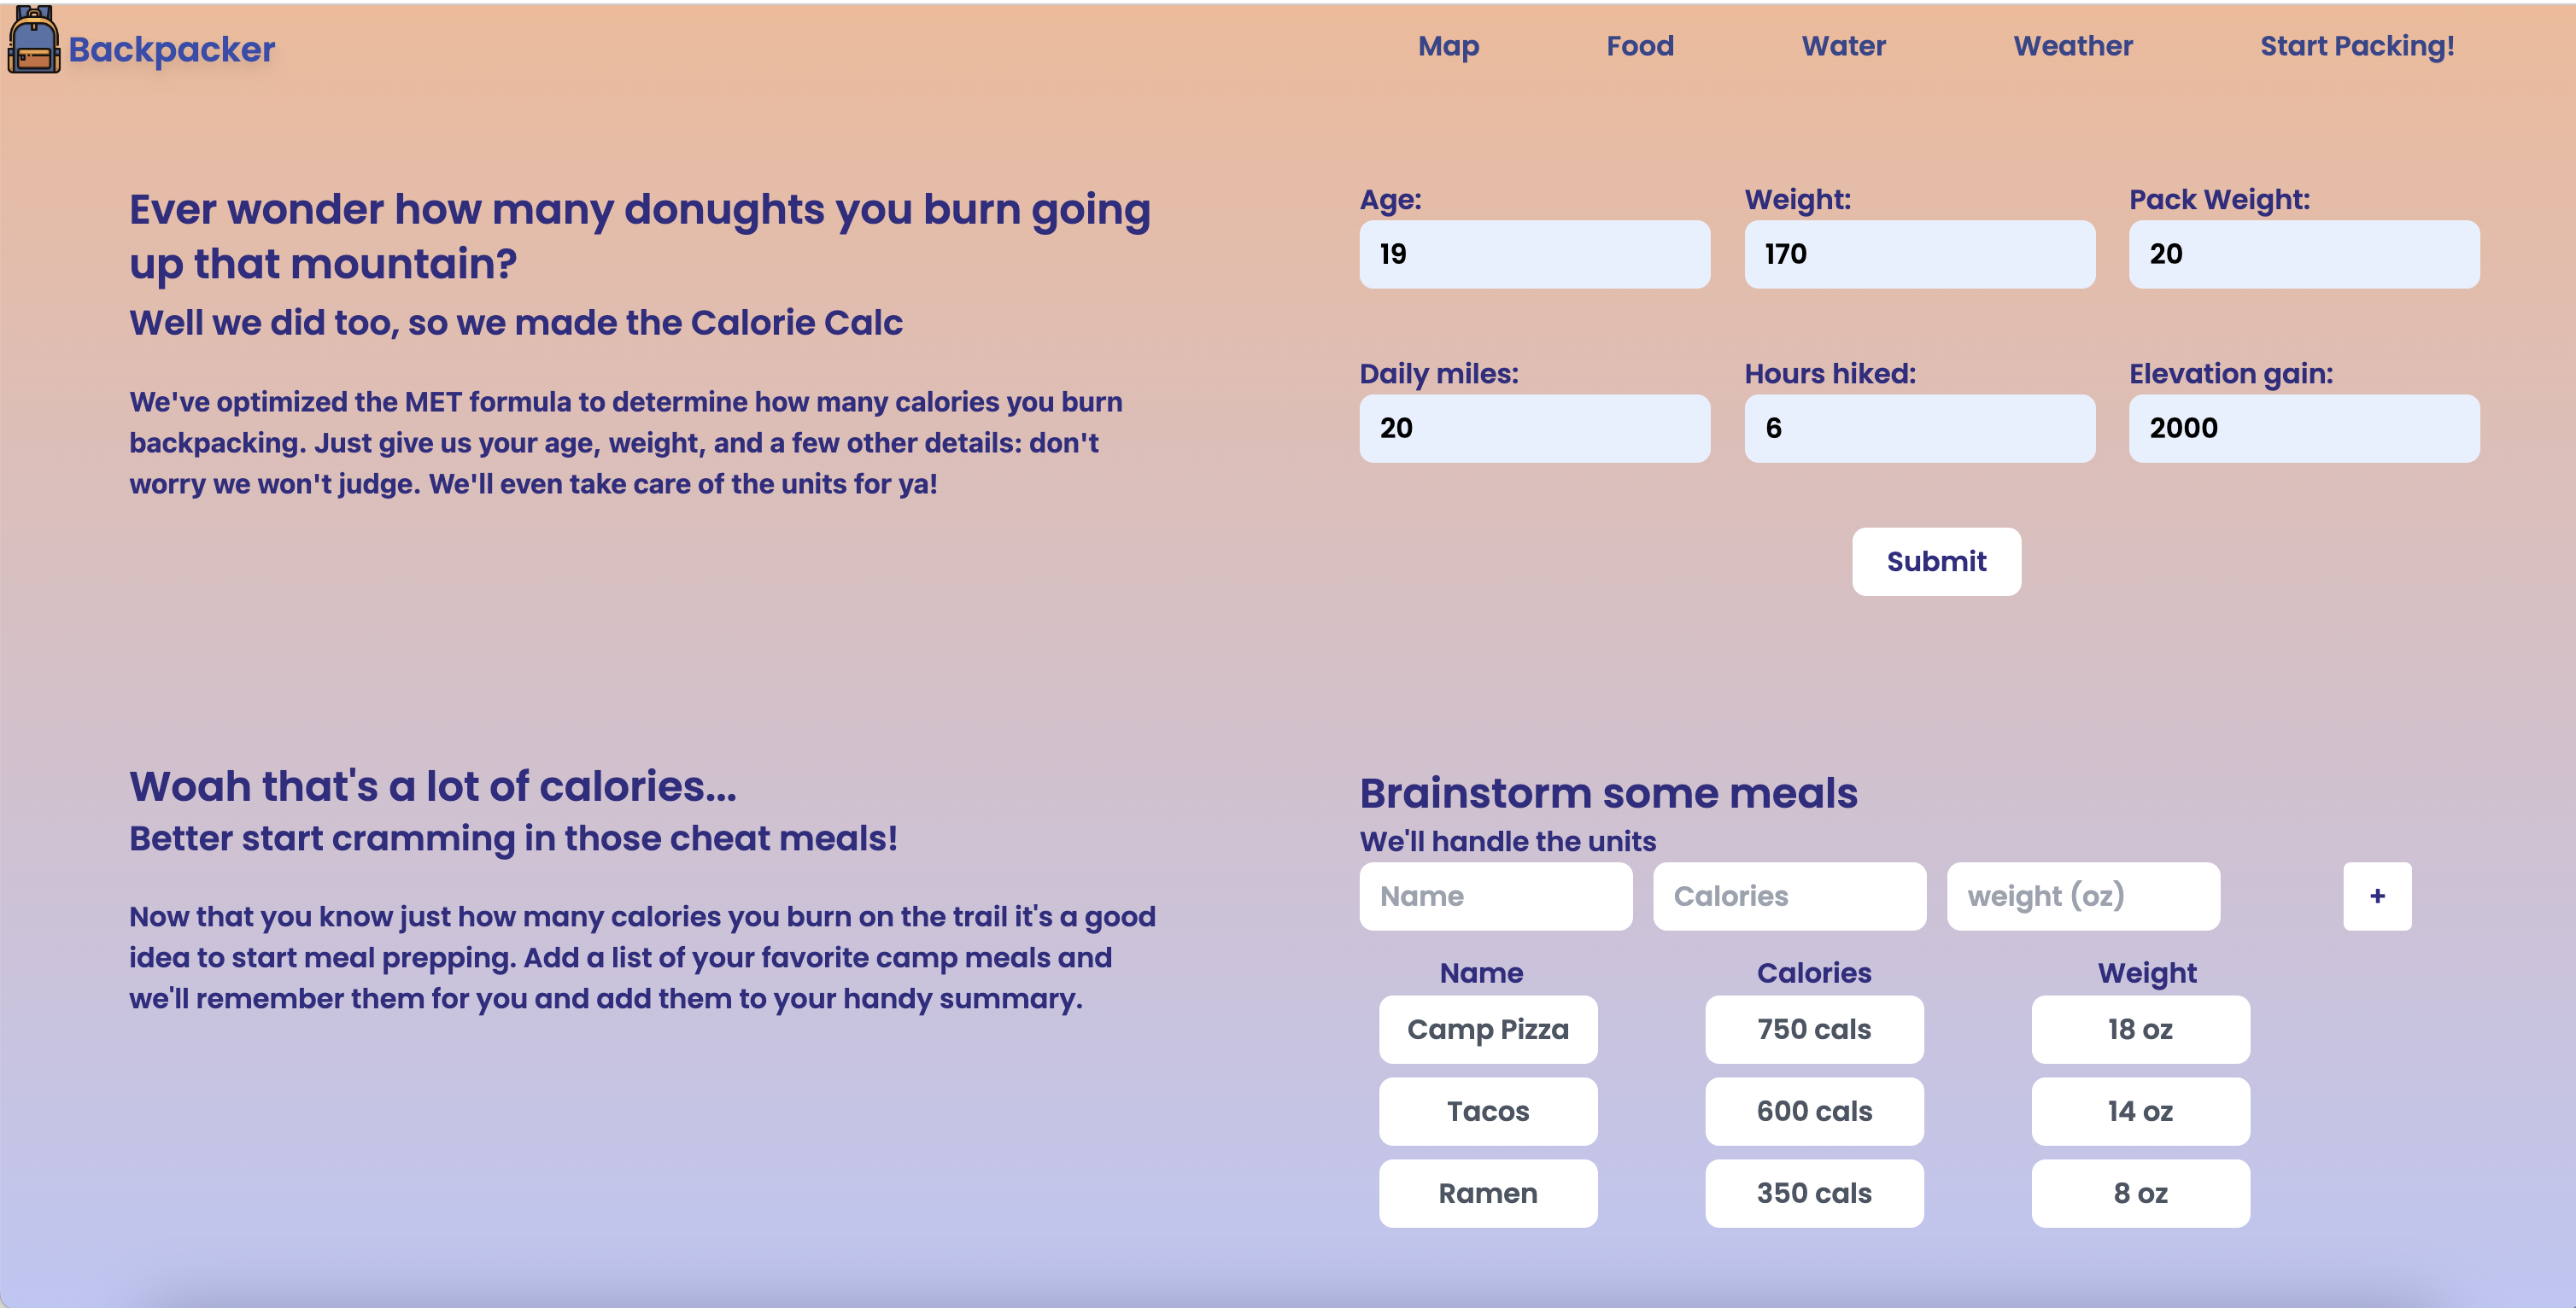 Backpacker
Map Food Water Weather Start Packing!
Ever wonder how many donughts you burn going
up that mountain?
Well we did too, so we made the Calorie Calc
We've optimized the MET formula to determine how many calories you burn
backpacking. Just give us your age, weight, and a few other details: don't
worry we won't judge. We'll even take care of the units for ya!
Age: Weight: Pack Weight:
19 170 20
Daily miles: Hours hiked: Elevation gain:
20 6 2000
Submit
Woah that's a lot of calories...
Better start cramming in those cheat meals!
Now that you know just how many calories you burn on the trail it's a good
idea to start meal prepping. Add a list of your favorite camp meals and
we'll remember them for you and add them to your handy summary.
Brainstorm some meals
We'll handle the units
Name Calories weight (oz) +
Name Calories Weight
Camp Pizza 750 cals 18 oz
Tacos 600 cals 14 oz
Ramen 350 cals 8 oz